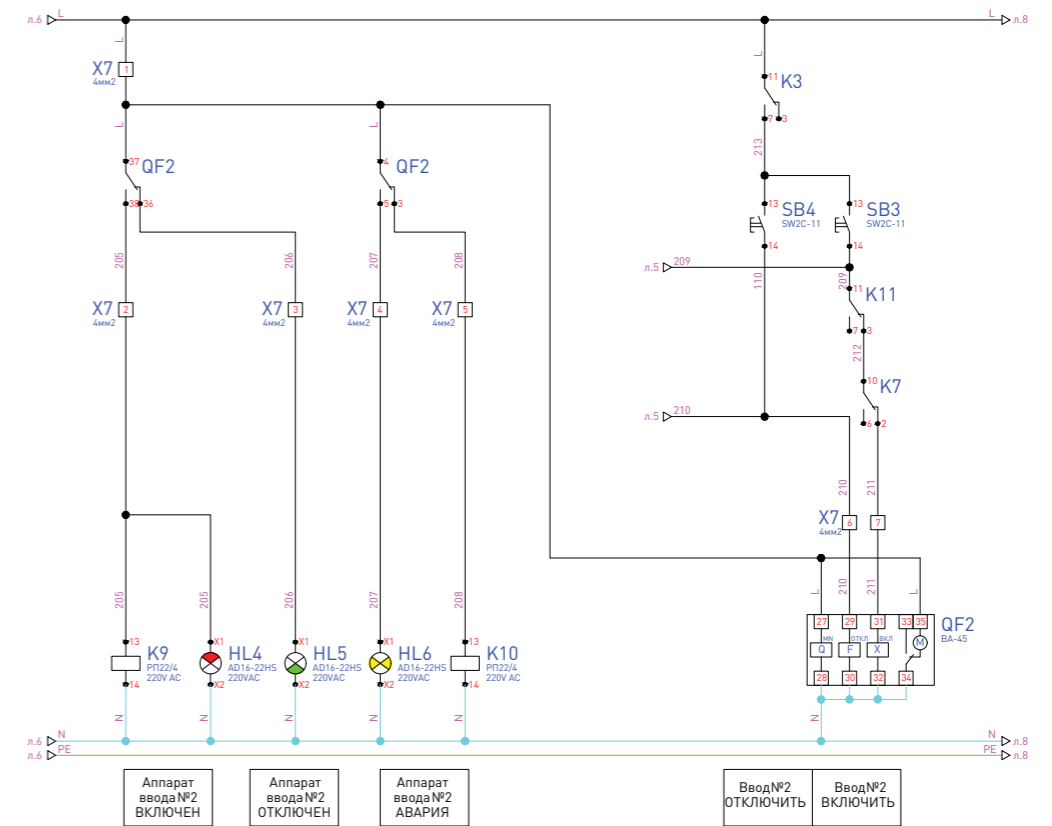 л.6 L
L л.8
L
X7 1
4мм2
L
L
L
11 K3
7 3
213
37 QF2
38 36
4 QF2
5 3
13 SB4
SW2C-11
14
13 SB3
SW2C-11
14
205
206
207
208
110
л.5 209
209
11 K11
7 3
212
X7 2
4мм2
X7 3
4мм2
X7 4
4мм2
X7 5
4мм2
10 K7
6 2
л.5 210
210
211
X7 6 7
4мм2
205
205
206
207
208
L
210
211
L
13 K9
РП22/4
220V AC
14
X1 HL4
AD16-22HS
220VAC
X2
X1 HL5
AD16-22HS
220VAC
X2
X1 HL6
AD16-22HS
220VAC
X2
13 K10
РП22/4
220V AC
14
27 29 31 33 35 QF2
ВА-45
MN ОТКЛ ВКЛ
Q F X M
28 30 32 34
N
N
N
N
N
N
л.6 N
N л.8
л.6 PE
PE л.8
Аппарат
ввода№2
ВКЛЮЧЕН
Аппарат
ввода№2
ОТКЛЮЧЕН
Аппарат
ввода№2
АВАРИЯ
Ввод№2
ОТКЛЮЧИТЬ
Ввод№2
ВКЛЮЧИТЬ